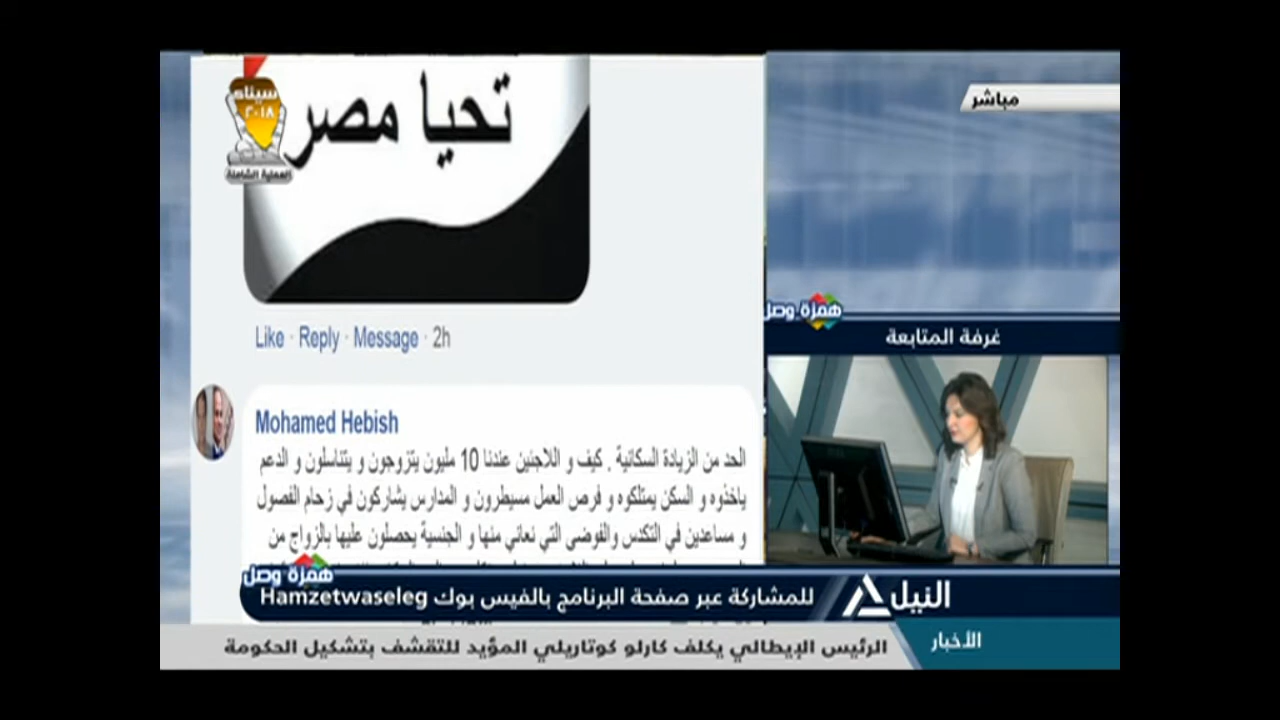 تحيا مصر
سيناء
٢٠١٨
العملية الشاملة
مباشر
Like · Reply · Message · 2h
همزة وصل
غرفة المتابعة
Mohamed Hebish
الحد من الزيادة السكانية . كيف و اللاجنين عندنا 10 مليون يتزوجون و يتناسلون و الدعم
ياخذوه و السكن يمتلكوه و فرص العمل مسيطرون و المدارس يشاركون في زحام الفصول
و مساعدين في التكدس والفوضى التي نعاني منها و الجنسية يحصلون عليها بالزواج من
همزة وصل
للمشاركة عبر صفحة البرنامج بالفيس بوك Hamzetwaseleg
النيل
الأخبار
الرئيس الإيطالي يكلف كارلو كوتاريلي المؤيد للتقشف بتشكيل الحكومة